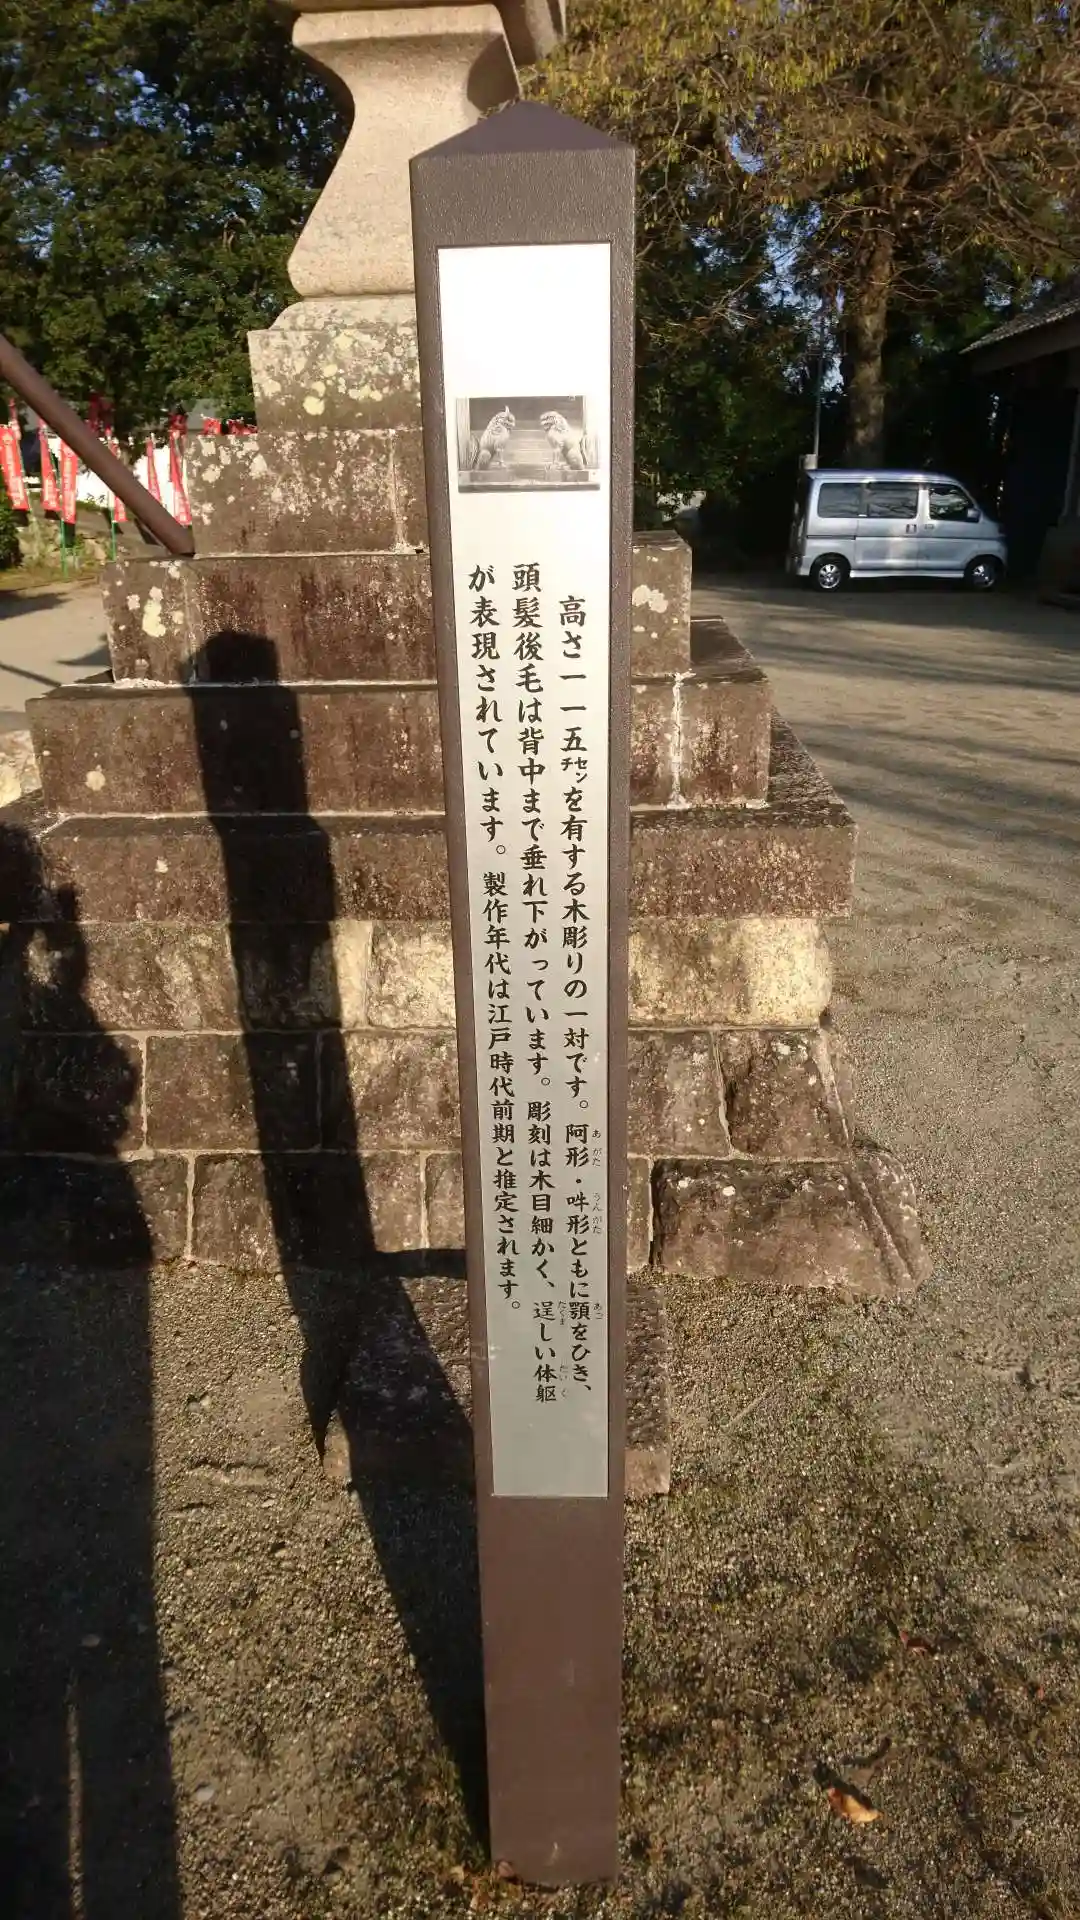 高さ一一五㌢を有する木彫りの一対です。阿形・吽形ともに顎をひき、
頭髪後毛は背中まで垂れ下がっています。彫刻は木目細かく、逞しい体躯
が表現されています。製作年代は江戸時代前期と推定されます。